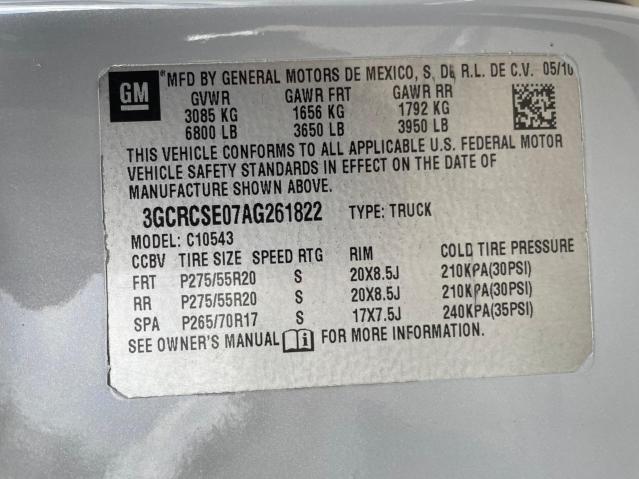 GM
MFD BY GENERAL MOTORS DE MEXICO, S, DE R.L. DE C.V. 05/10
GVWR GAWR FRT GAWR RR
3085 KG 1656 KG 1792 KG
6800 LB 3650 LB 3950 LB
THIS VEHICLE CONFORMS TO ALL APPLICABLE U.S. FEDERAL MOTOR
VEHICLE SAFETY STANDARDS IN EFFECT ON THE DATE OF
MANUFACTURE SHOWN ABOVE.
3GCRCSE07AG261822 TYPE: TRUCK
MODEL: C10543
CCBV TIRE SIZE SPEED RTG RIM COLD TIRE PRESSURE
FRT P275/55R20 S 20X8.5J 210KPA(30PSI)
RR P275/55R20 S 20X8.5J 210KPA(30PSI)
SPA P265/70R17 S 17X7.5J 240KPA(35PSI)
SEE OWNER'S MANUAL i FOR MORE INFORMATION.